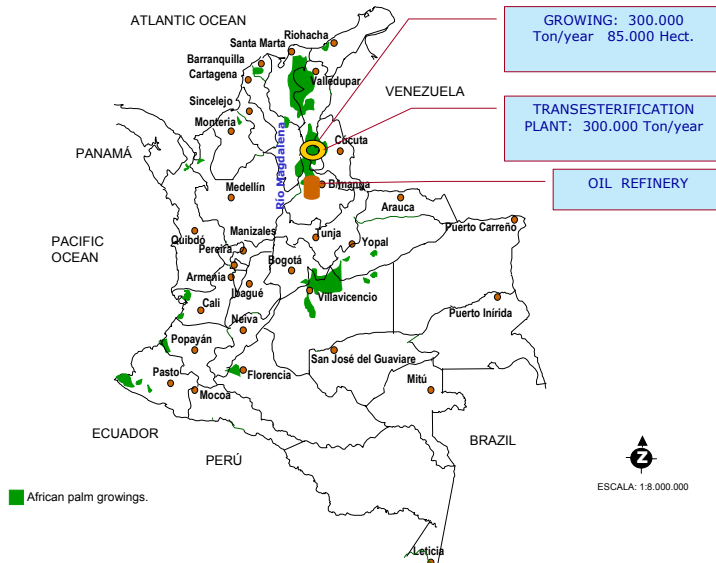 ATLANTIC OCEAN
GROWING: 300.000
Ton/year 85.000 Hect.
Riohacha
Santa Marta
Barranquilla
Cartagena
Valledupar
VENEZUELA
Sincelejo
Montería
TRANSESTERIFICATION
PLANT: 300.000 Ton/year
PANAMÁ
Cúcuta
Río Magdalena
B/manga
OIL REFINERY
Medellín
Arauca
Puerto Carreño
PACIFIC
OCEAN
Quibdó
Manizales
Tunja
Yopal
Pereira
Bogotá
Armenia
Ibagué
Villavicencio
Puerto Inírida
Cali
Neiva
Popayán
San José del Guaviare
Pasto
Florencia
Mitú
Mocoa
ECUADOR
BRAZIL
PERÚ
N
ESCALA: 1:8.000.000
African palm growings.
Leticia